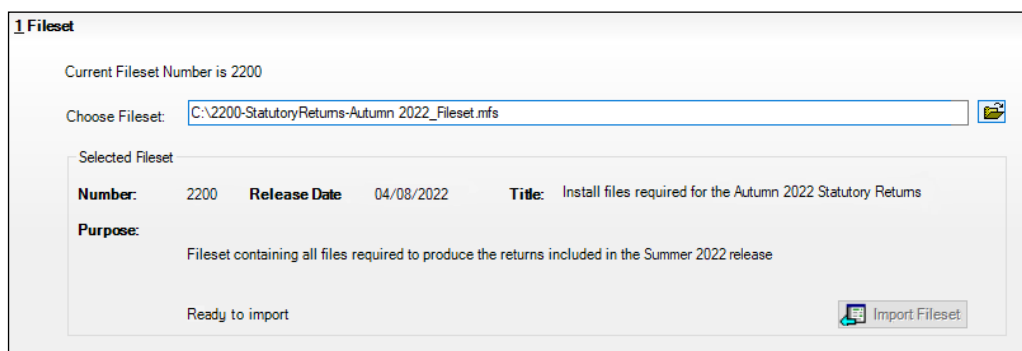 1 Fileset
Current Fileset Number is 2200
Choose Fileset: C:\2200-StatutoryReturns-Autumn 2022_Fileset.mfs
Selected Fileset
Number: 2200 Release Date 04/08/2022 Title: Install files required for the Autumn 2022 Statutory Returns
Purpose:
Fileset containing all files required to produce the returns included in the Summer 2022 release
Ready to import Import Fileset